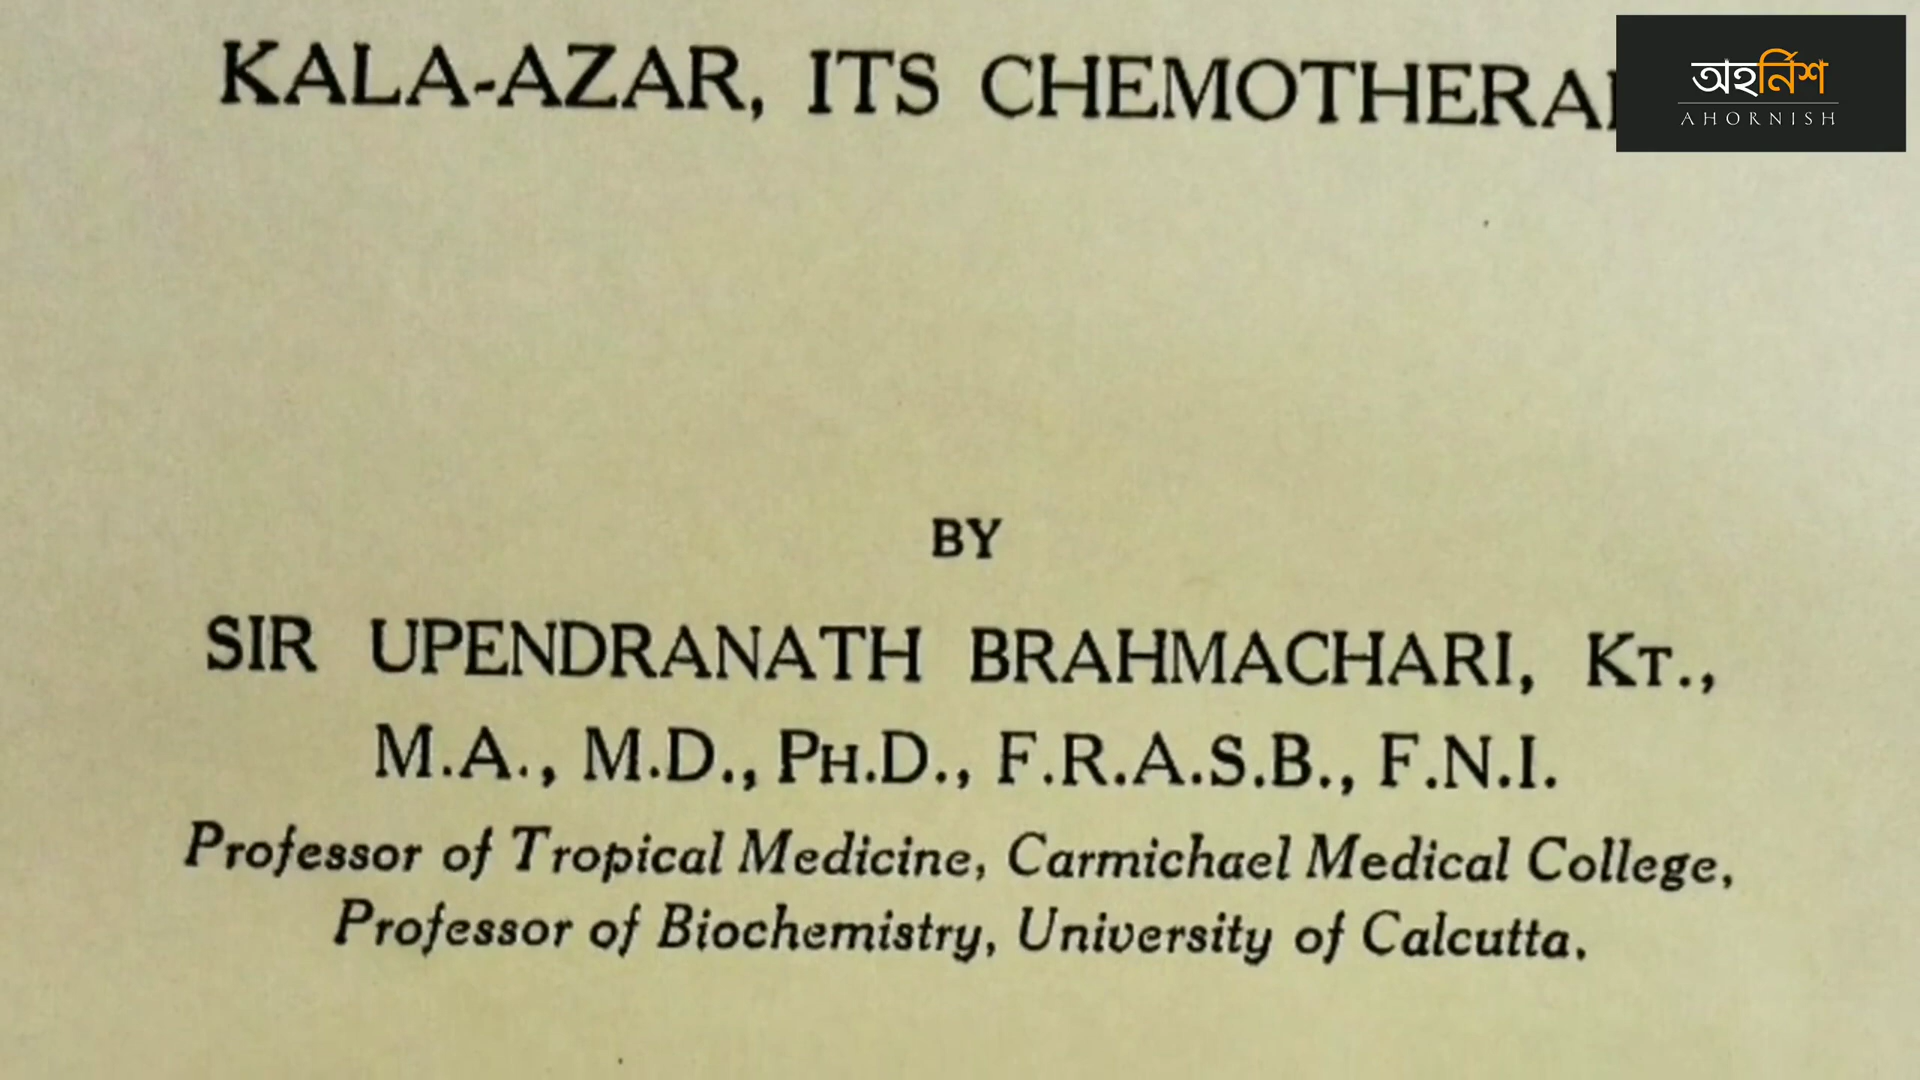 KALA-AZAR, ITS
অহর্নিশ
AHORNISH
BY
SIR UPENDRANATH BRAHMACHARI, KT.,
M.A., M.D., PH.D., F.R.A.S.B., F.N.I.
Professor of Tropical Medicine, Carmichael Medical College,
Professor of Biochemistry, University of Calcutta.